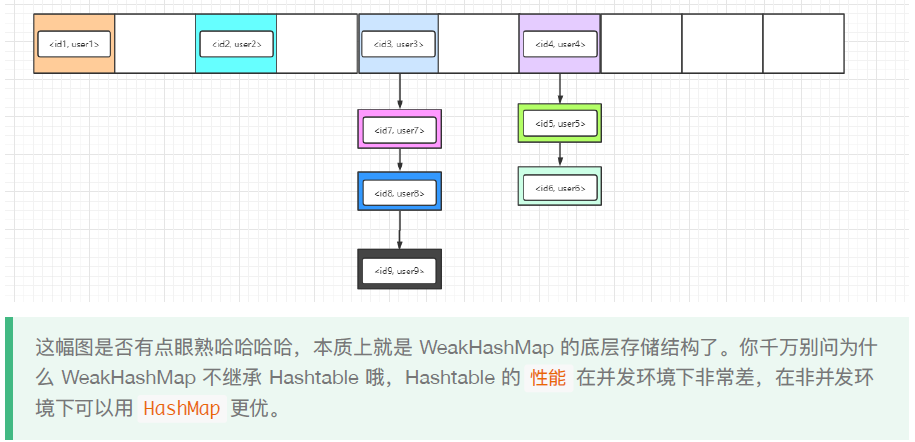 <id1, user1> <id2, user2> <id3, user3> <id4, user4>
<id7, user7> <id5, user5>
<id8, user8> <id6, user6>
<id9, user9>
这幅图是否有点眼熟哈哈哈哈，本质上就是 WeakHashMap 的底层存储结构了。你千万别问为什
么 WeakHashMap 不继承 Hashtable 哦，Hashtable 的 性能 在并发环境下非常差，在非并发环
境下可以用 HashMap 更优。